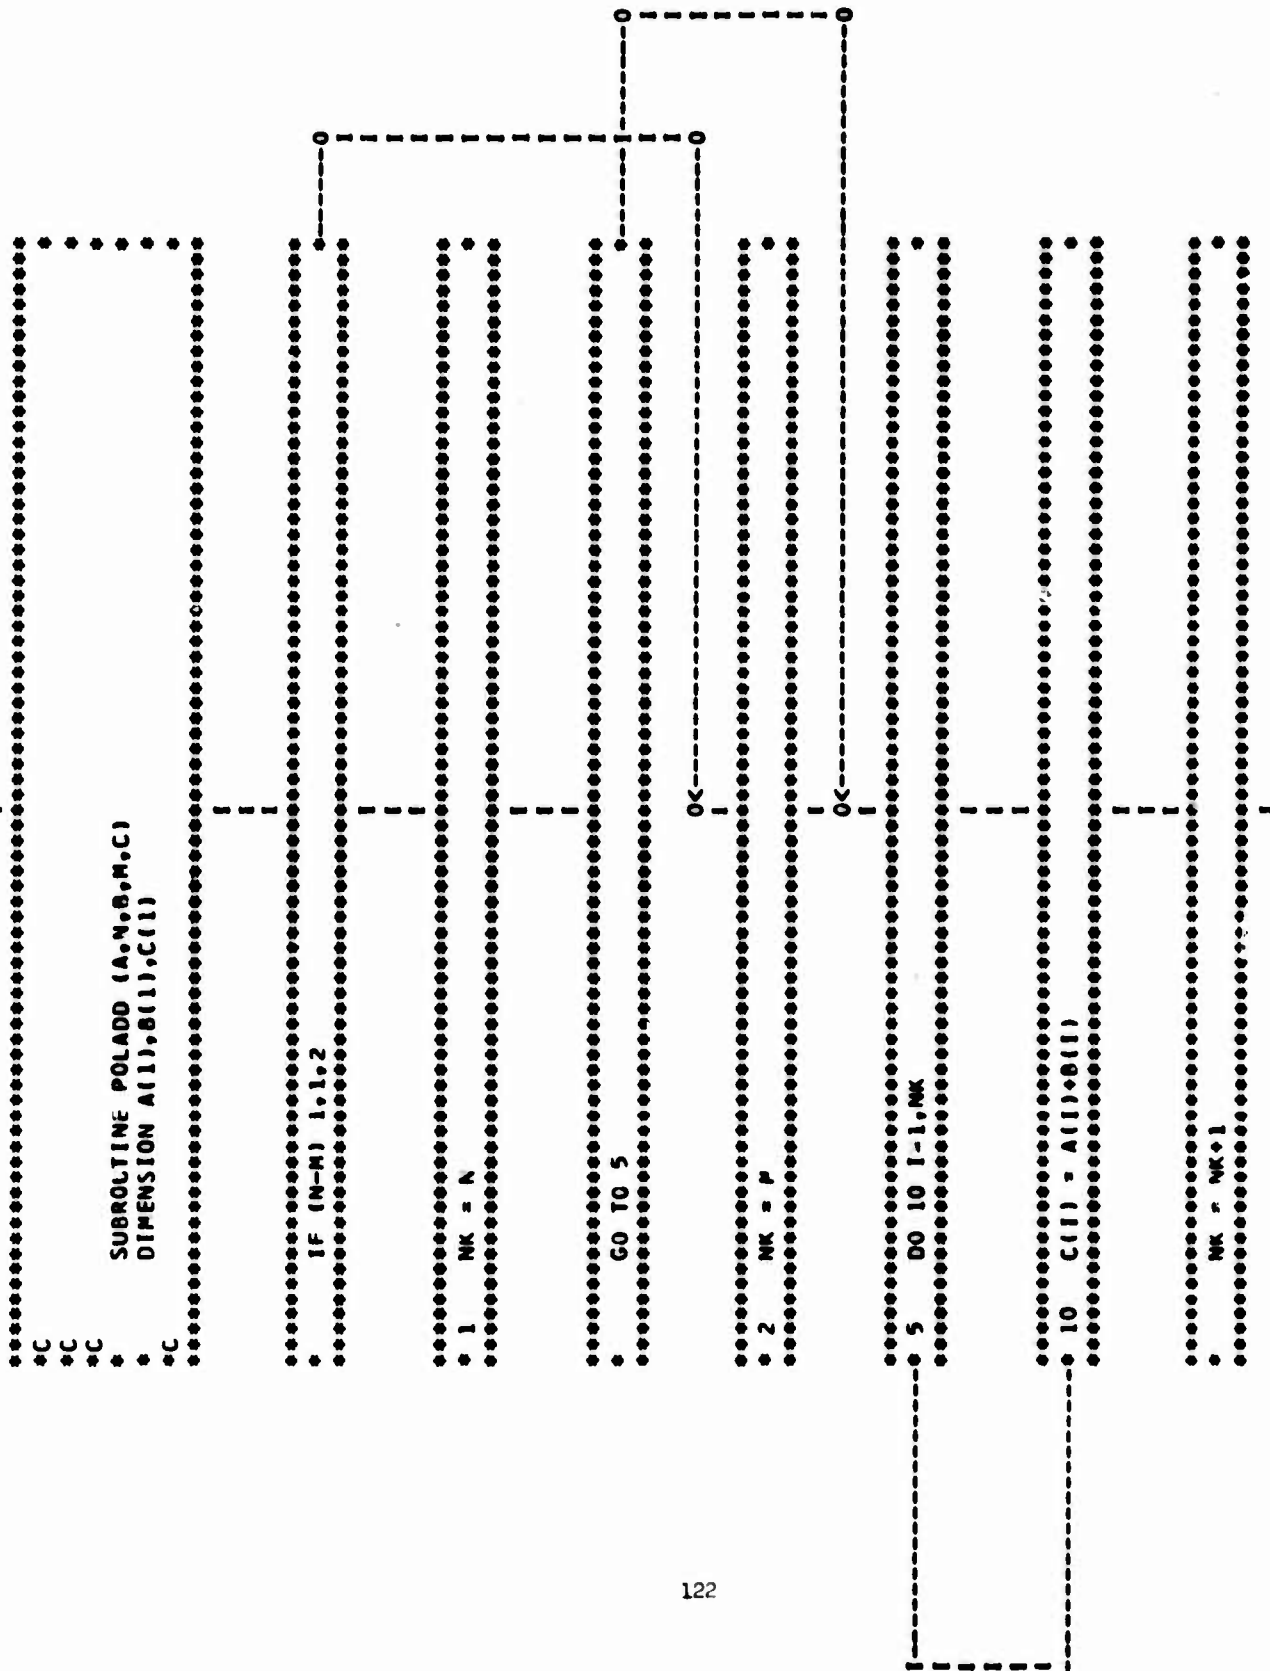 C
C
C
SUBROUTINE POLADD (A,N,B,M,C)
DIMENSION A(1),B(1),C(1)
C
IF (N-M) 1,1,2
1 NK = N
GO TO 5
2 NK = M
5 DO 10 I=1,NK
10 C(I) = A(I)+B(I)
NK = NK+1
122